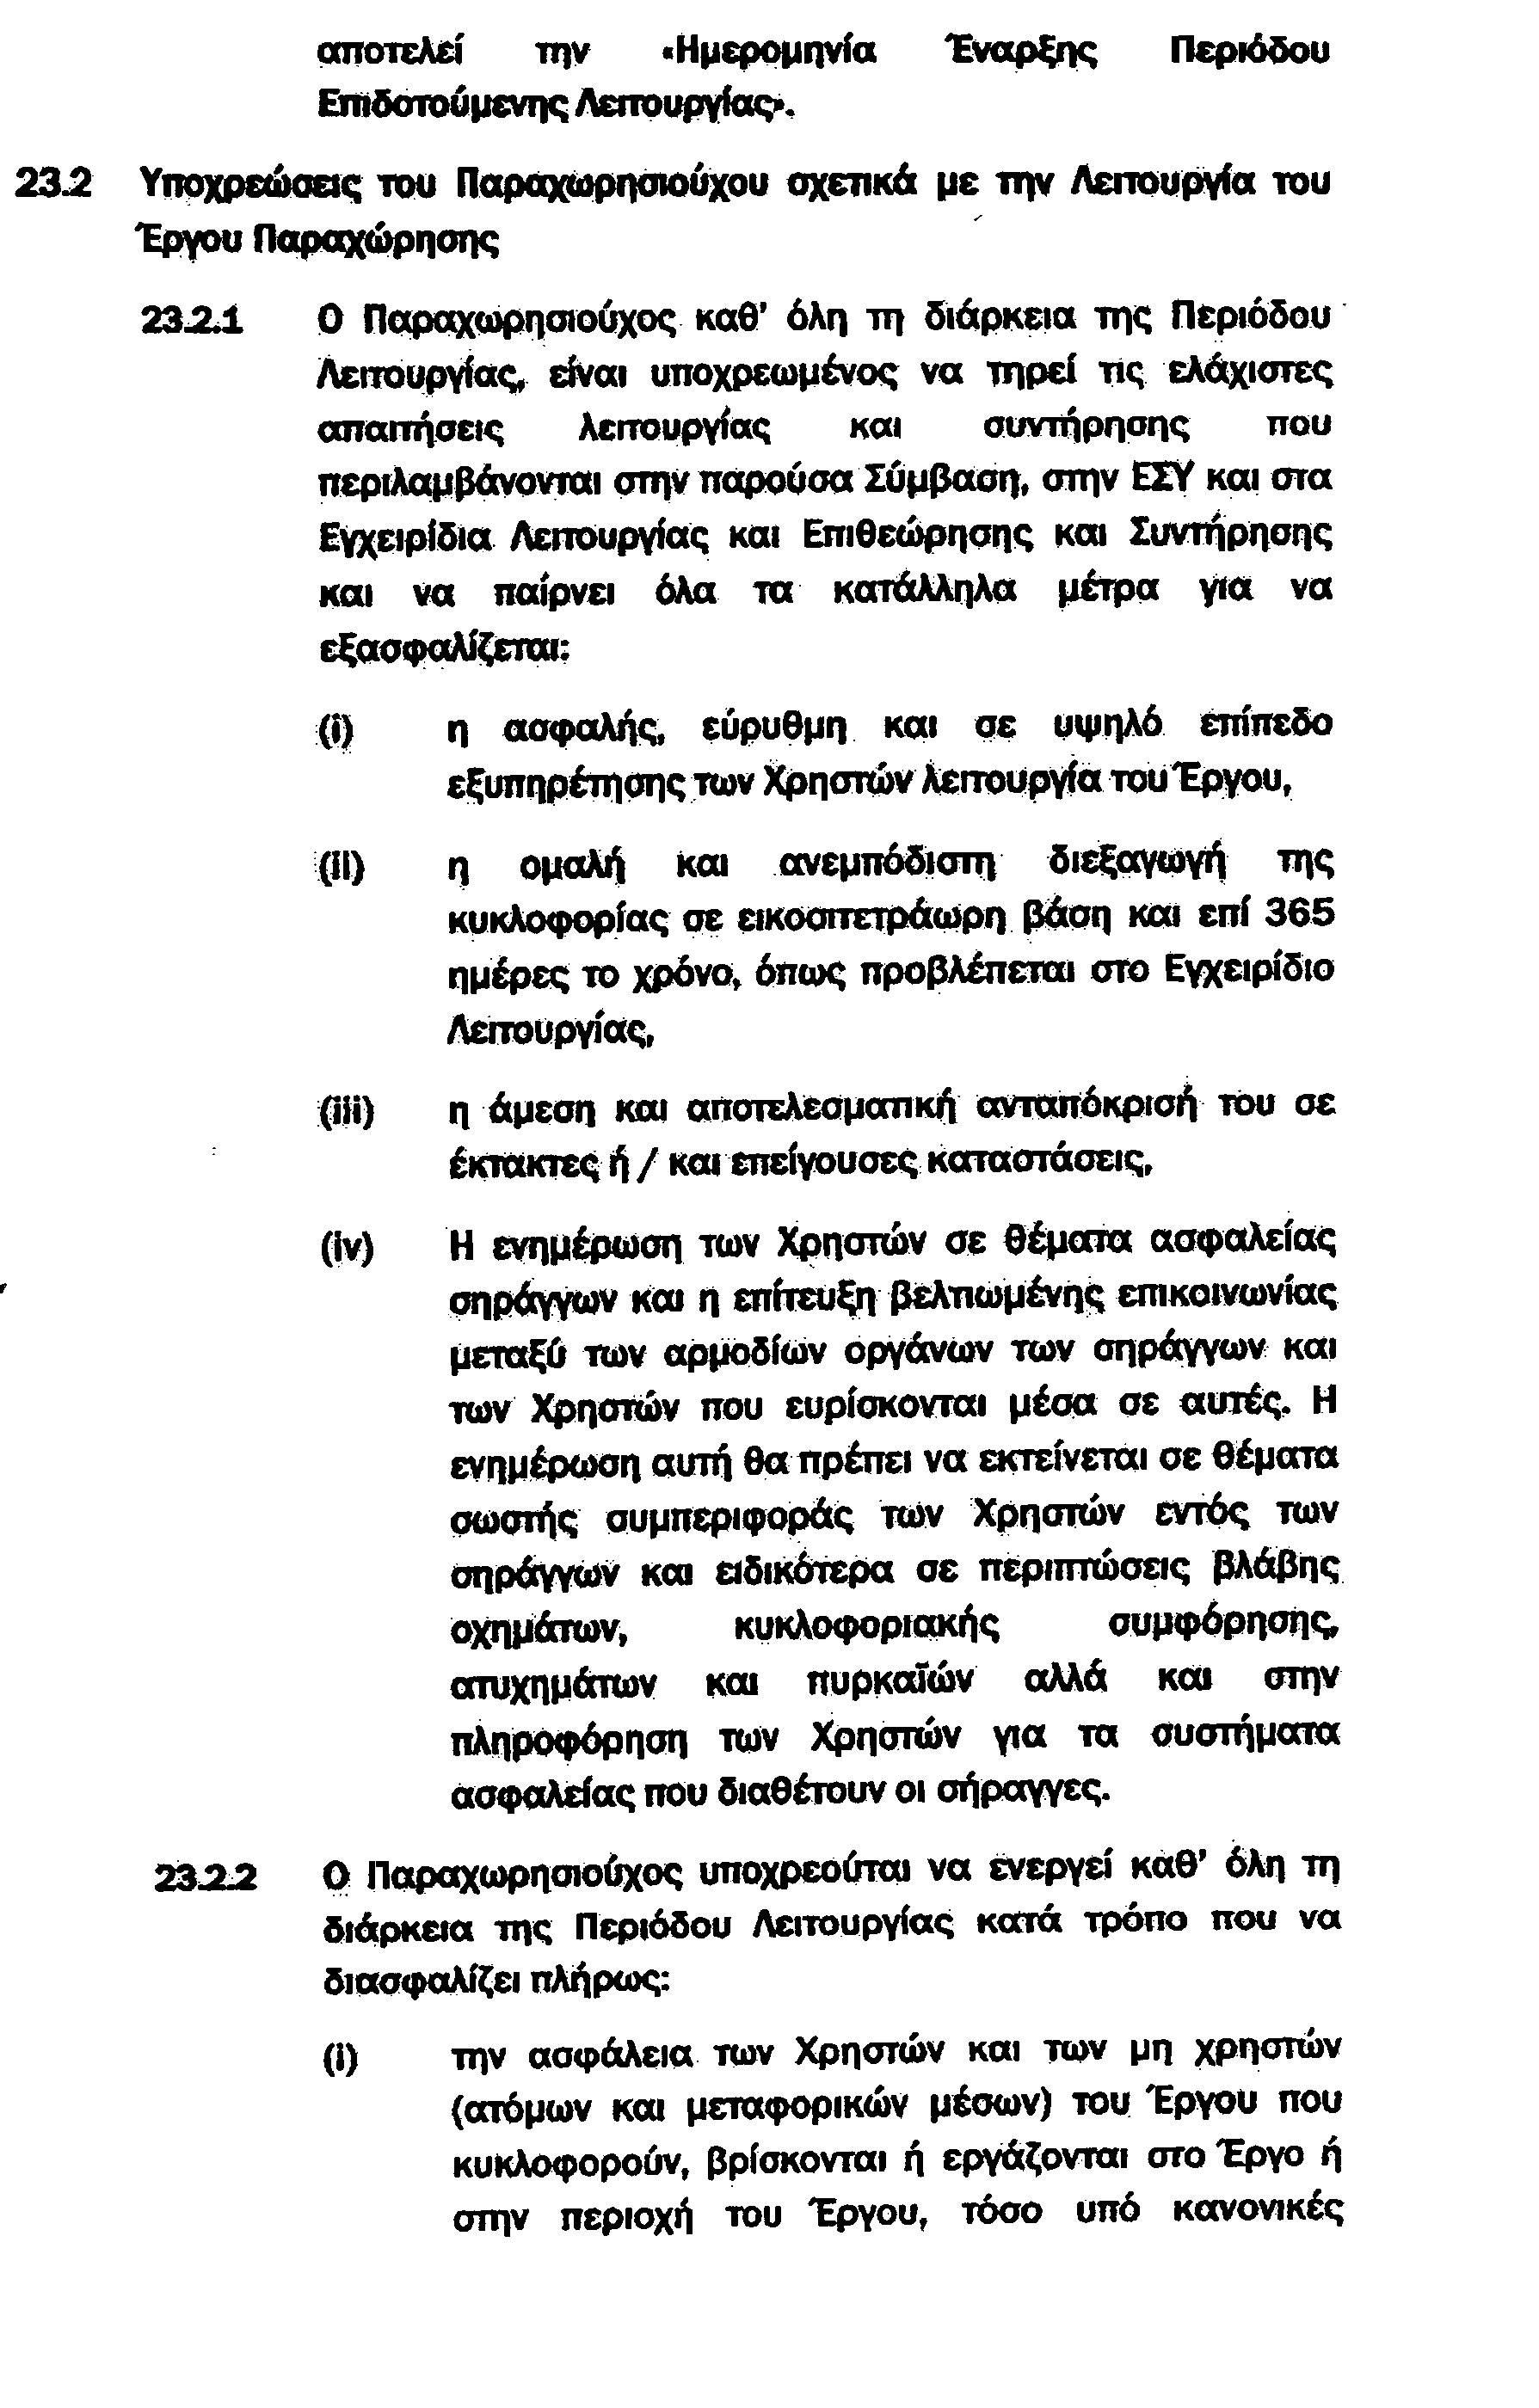 αποτελεί την «Ημερομηνία Έναρξης Περιόδου
Επιδοτούμενης Λειτουργίας».
23.2 Υποχρεώσεις του Παραχωρησιούχου σχετικά με την Λειτουργία του
Έργου Παραχώρησης
23.2.1 Ο Παραχωρησιούχος καθ' όλη τη διάρκεια της Περιόδου
Λειτουργίας, είναι υποχρεωμένος να τηρεί τις ελάχιστες
απαιτήσεις λειτουργίας και συντήρησης που
περιλαμβάνονται στην παρούσα Σύμβαση, στην ΕΣΥ και στα
Εγχειρίδια Λειτουργίας και Επιθεώρησης και Συντήρησης
και να παίρνει όλα τα κατάλληλα μέτρα για να
εξασφαλίζεται:
(i) η ασφαλής, εύρυθμη και σε υψηλό επίπεδο
εξυπηρέτησης των Χρηστών λειτουργία του Έργου,
(ii) η ομαλή και ανεμπόδιστη διεξαγωγή της
κυκλοφορίας σε εικοσιτετράωρη βάση και επί 365
ημέρες το χρόνο, όπως προβλέπεται στο Εγχειρίδιο
Λειτουργίας,
(iii) η άμεση και αποτελεσματική ανταπόκρισή του σε
έκτακτες ή / και επείγουσες καταστάσεις,
(iv) Η ενημέρωση των Χρηστών σε θέματα ασφαλείας
σηράγγων και η επίτευξη βελτιωμένης επικοινωνίας
μεταξύ των αρμοδίων οργάνων των σηράγγων και
των Χρηστών που ευρίσκονται μέσα σε αυτές. Η
ενημέρωση αυτή θα πρέπει να εκτείνεται σε θέματα
σωστής συμπεριφοράς των Χρηστών εντός των
σηράγγων και ειδικότερα σε περιπτώσεις βλάβης
οχημάτων, κυκλοφοριακής συμφόρησης,
ατυχημάτων και πυρκαϊών αλλά και στην
πληροφόρηση των Χρηστών για τα συστήματα
ασφαλείας που διαθέτουν οι σήραγγες.
23.2.2 Ο Παραχωρησιούχος υποχρεούται να ενεργεί καθ' όλη τη
διάρκεια της Περιόδου Λειτουργίας κατά τρόπο που να
διασφαλίζει πλήρως:
(i) την ασφάλεια των Χρηστών και των μη χρηστών
(ατόμων και μεταφορικών μέσων) του Έργου που
κυκλοφορούν, βρίσκονται ή εργάζονται στο Έργο ή
στην περιοχή του Έργου, τόσο υπό κανονικές